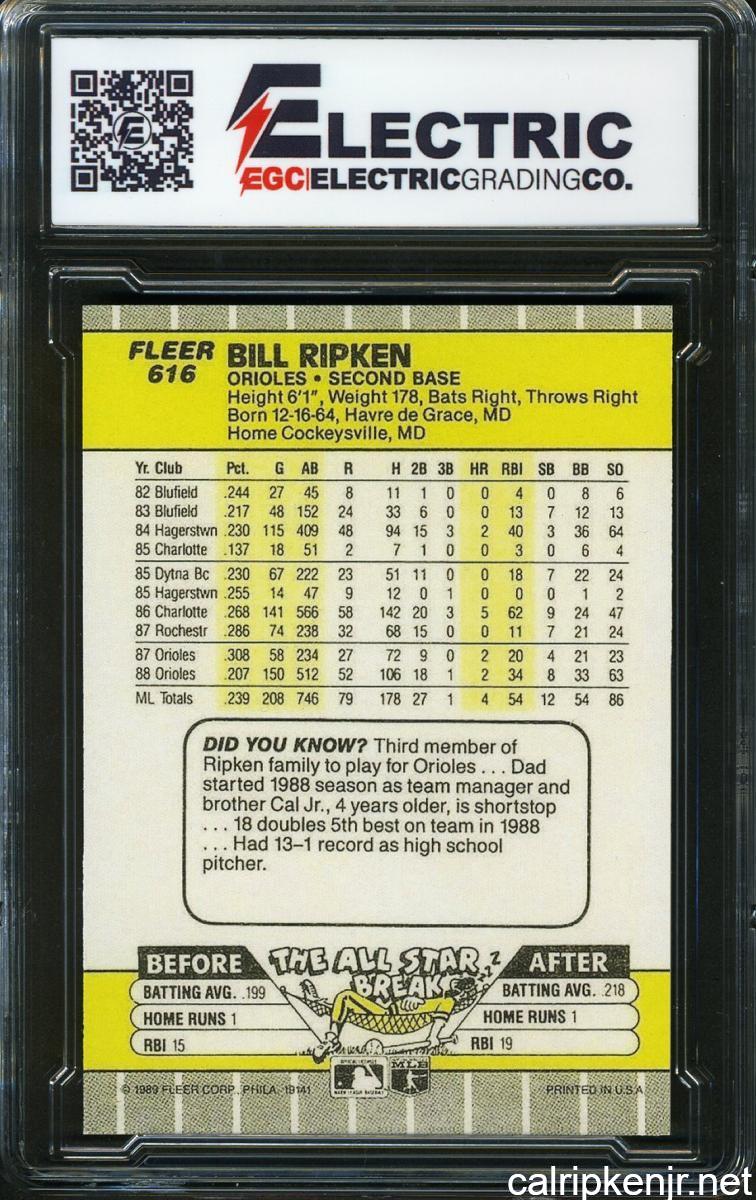 ELECTRIC
EGC|ELECTRICGRADINGCO.
FLEER 616
BILL RIPKEN
ORIOLES • SECOND BASE
Height 6'1", Weight 178, Bats Right, Throws Right
Born 12-16-64, Havre de Grace, MD
Home Cockeysville, MD
Yr. Club Pct. G AB R H 2B 3B HR RBI SB BB SO
82 Blufield .244 27 45 8 11 1 0 0 4 0 8 6
83 Blufield .217 48 152 24 33 6 0 0 13 7 12 13
84 Hagerstwn .230 115 409 48 94 15 3 2 40 3 36 64
85 Charlotte .137 18 51 2 7 1 0 0 3 0 6 4
85 Dytna Bc .230 67 222 23 51 11 0 0 18 7 22 24
85 Hagerstwn .255 14 47 9 12 0 1 0 0 0 1 2
86 Charlotte .268 141 566 58 142 20 3 5 62 9 24 47
87 Rochestr .286 74 238 32 68 15 0 0 11 7 21 24
87 Orioles .308 58 234 27 72 9 0 2 20 4 21 23
88 Orioles .207 150 512 52 106 18 1 2 34 8 33 63
ML Totals .239 208 746 79 178 27 1 4 54 12 54 86
DID YOU KNOW? Third member of
Ripken family to play for Orioles . . . Dad
started 1988 season as team manager and
brother Cal Jr., 4 years older, is shortstop
. . . 18 doubles 5th best on team in 1988
. . . Had 13–1 record as high school
pitcher.
BEFORE THE ALL STAR BREAK AFTER
zzz
BATTING AVG. .199 BATTING AVG. .218
HOME RUNS 1 HOME RUNS 1
RBI 15 RBI 19
MLB
© 1989 FLEER CORP., PHILA. 19141 PRINTED IN U.S.A.
calripkenjr.net